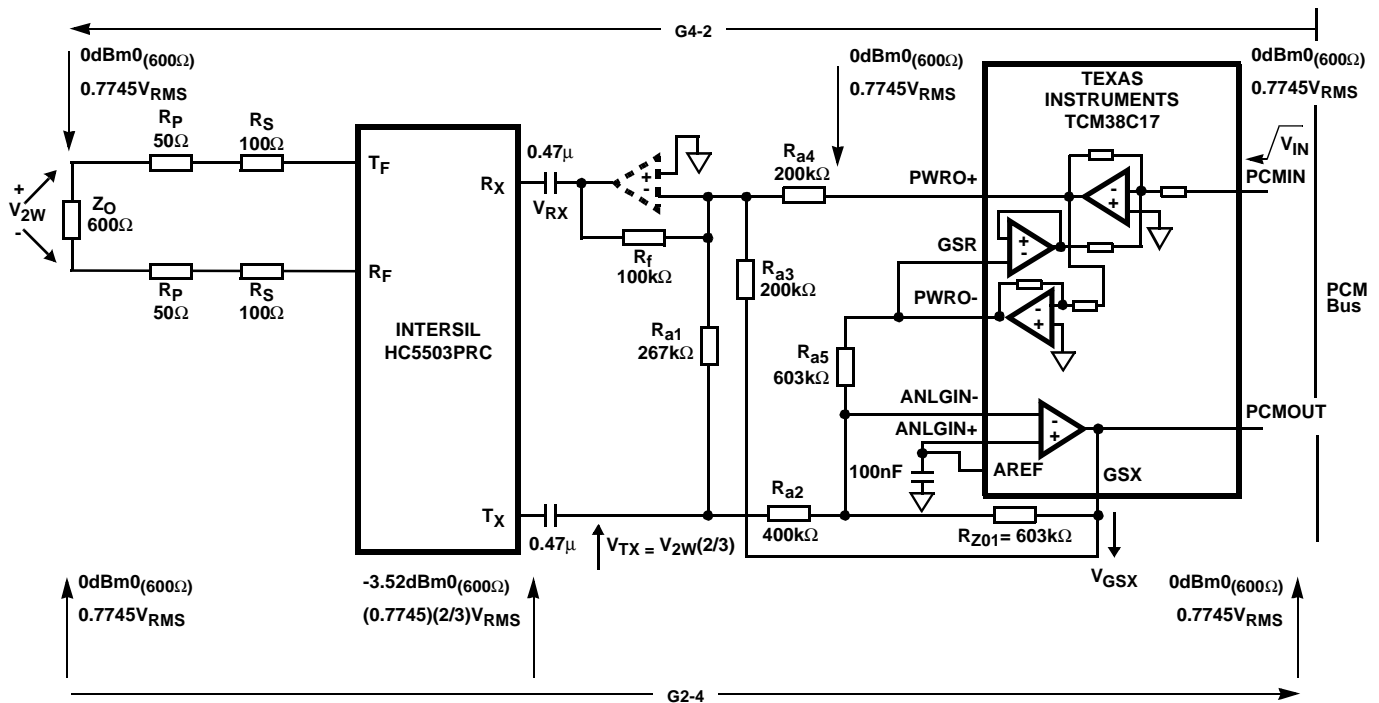 G4-2
0dBm0(600Ω)
0.7745VRMS
0dBm0(600Ω)
0.7745VRMS
0dBm0(600Ω)
0.7745VRMS
TEXAS
INSTRUMENTS
TCM38C17
RP
50Ω
RS
100Ω
TF
0.47μ
RX
VRX
+
-
Ra4
200kΩ
PWRO+
-
+
VIN
PCMIN
+
V2W
-
ZO
600Ω
Rf
100kΩ
GSR
+
-
RF
RP
50Ω
RS
100Ω
Ra3
200kΩ
PWRO-
-
+
PCM
Bus
INTERSIL
HC5503PRC
Ra1
267kΩ
Ra5
603kΩ
ANLGIN-
ANLGIN+
-
+
PCMOUT
100nF
AREF
GSX
TX
0.47μ
VTX = V2W(2/3)
Ra2
400kΩ
RZ01= 603kΩ
VGSX
0dBm0(600Ω)
0.7745VRMS
-3.52dBm0(600Ω)
(0.7745)(2/3)VRMS
0dBm0(600Ω)
0.7745VRMS
G2-4